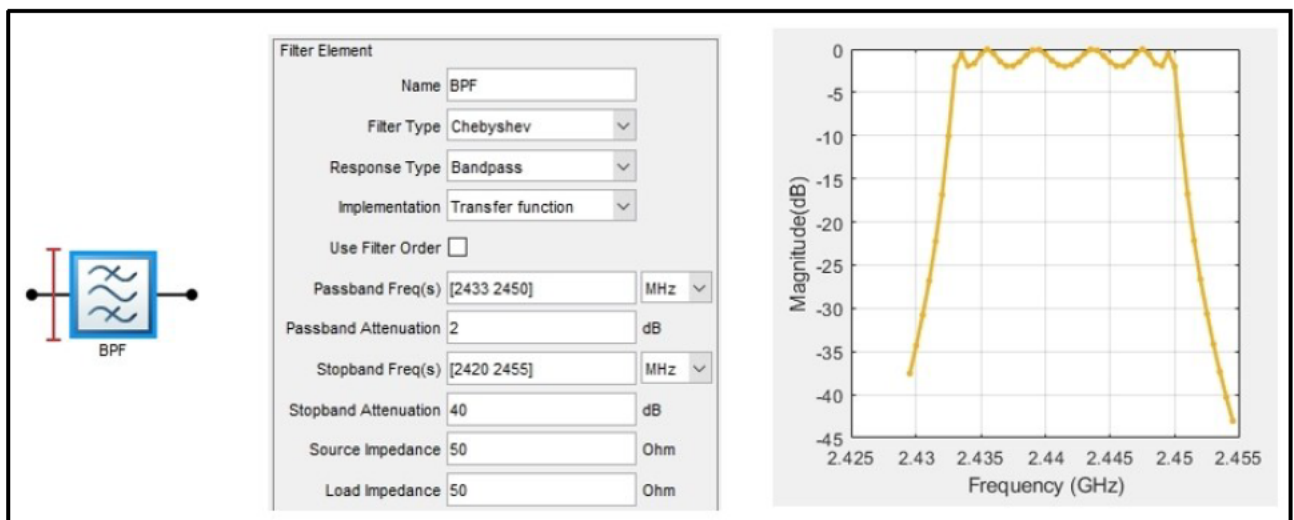 BPF
Filter Element
Name BPF
Filter Type Chebyshev
Response Type Bandpass
Implementation Transfer function
Use Filter Order
Passband Freq(s) [2433 2450] MHz
Passband Attenuation 2 dB
Stopband Freq(s) [2420 2455] MHz
Stopband Attenuation 40 dB
Source Impedance 50 Ohm
Load Impedance 50 Ohm
Magnitude(dB)
0
-5
-10
-15
-20
-25
-30
-35
-40
-45
2.425 2.43 2.435 2.44 2.445 2.45 2.455
Frequency (GHz)